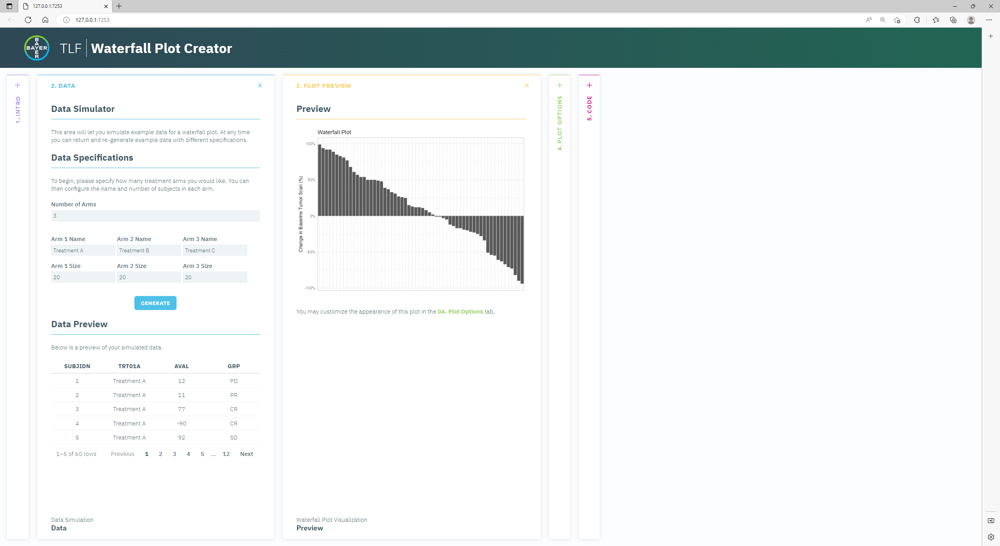 127.0.0.1:7253
127.0.0.1:7253
BAYER
BAYER
TLF
Waterfall Plot Creator
1. INTRO
2. DATA
Data Simulator
This area will let you simulate example data for a waterfall plot. At any time
you can return and re-generate example data with different specifications.
Data Specifications
To begin, please specify how many treatment arms you would like. You can
then configure the name and number of subjects in each arm.
Number of Arms
3
Arm 1 Name Arm 2 Name Arm 3 Name
Treatment A Treatment B Treatment C
Arm 1 Size Arm 2 Size Arm 3 Size
20 20 20
GENERATE
Data Preview
Below is a preview of your simulated data.
SUBJIDN TRT01A AVAL GRP
1 Treatment A 12 PD
2 Treatment A 11 PR
3 Treatment A 77 CR
4 Treatment A -90 CR
5 Treatment A 92 SD
1–5 of 60 rows Previous 1 2 3 4 5 ... 12 Next
Data Simulation
Data
3. PLOT PREVIEW
Preview
Waterfall Plot
Change in Baseline Tumor Scan (%)
100%
50%
0%
-50%
-100%
You may customize the appearance of this plot in the 04. Plot Options tab.
Waterfall Plot Visualization
Preview
4. PLOT OPTIONS
5. CODE